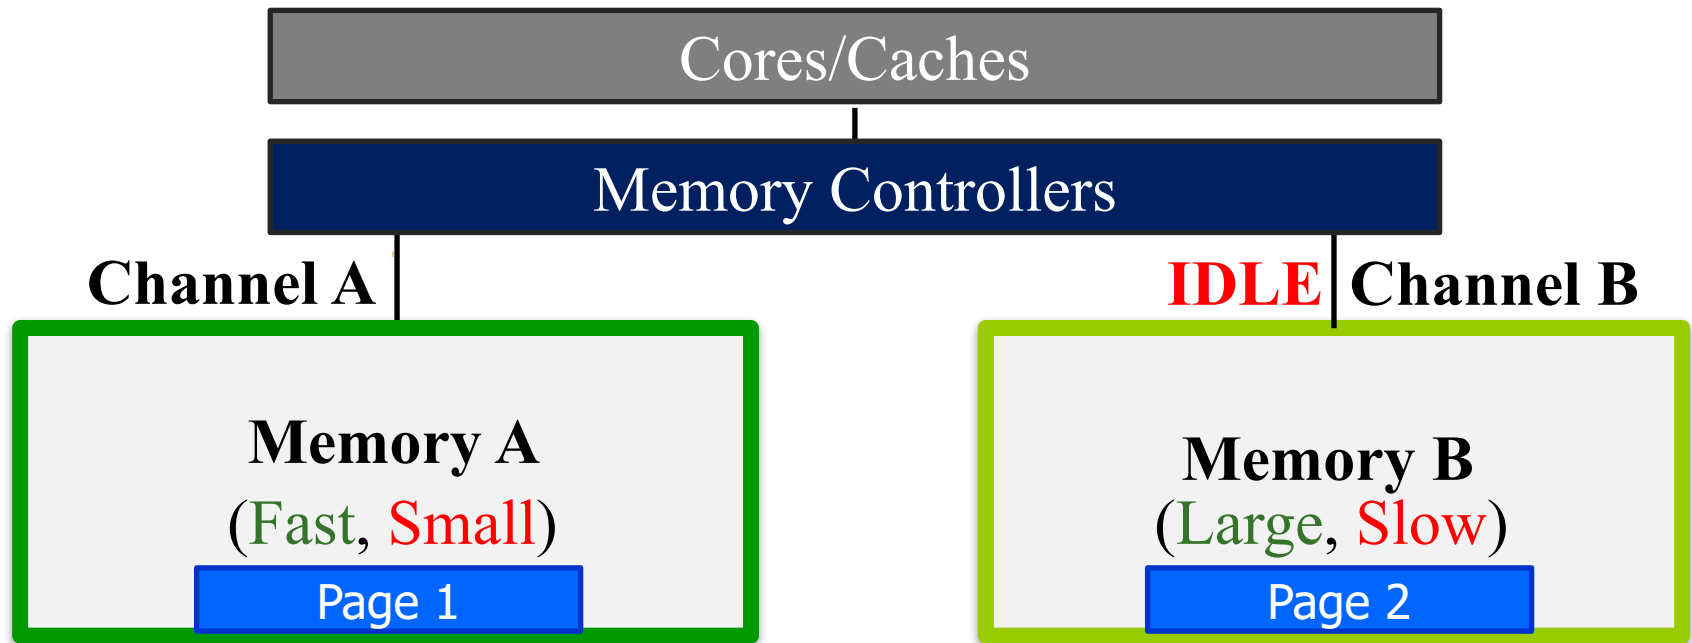 Cores/Caches
Memory Controllers
Channel A
IDLE Channel B
Memory A
(Fast, Small)
Page 1
Memory B
(Large, Slow)
Page 2